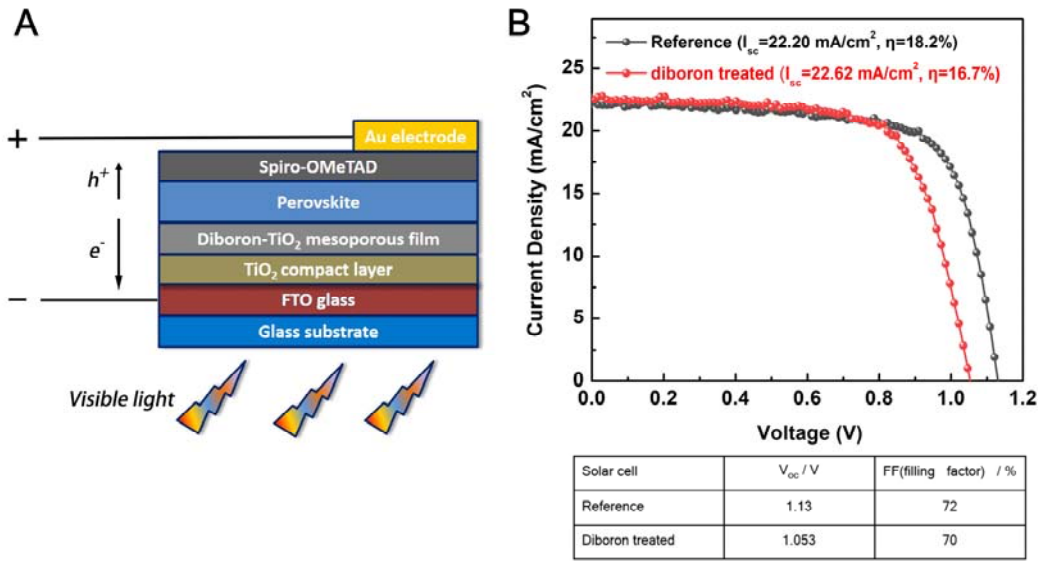 A
+
Au electrode
Spiro-OMeTAD
h⁺
Perovskite
Diboron-TiO₂ mesoporous film
e⁻
TiO₂ compact layer
−
FTO glass
Glass substrate
Visible light
B
Reference (I_sc=22.20 mA/cm², η=18.2%)
diboron treated (I_sc=22.62 mA/cm², η=16.7%)
Current Density (mA/cm²)
25
20
15
10
5
0
0.0 0.2 0.4 0.6 0.8 1.0 1.2
Voltage (V)
Solar cell V_oc / V FF(filling factor) / %
Reference 1.13 72
Diboron treated 1.053 70